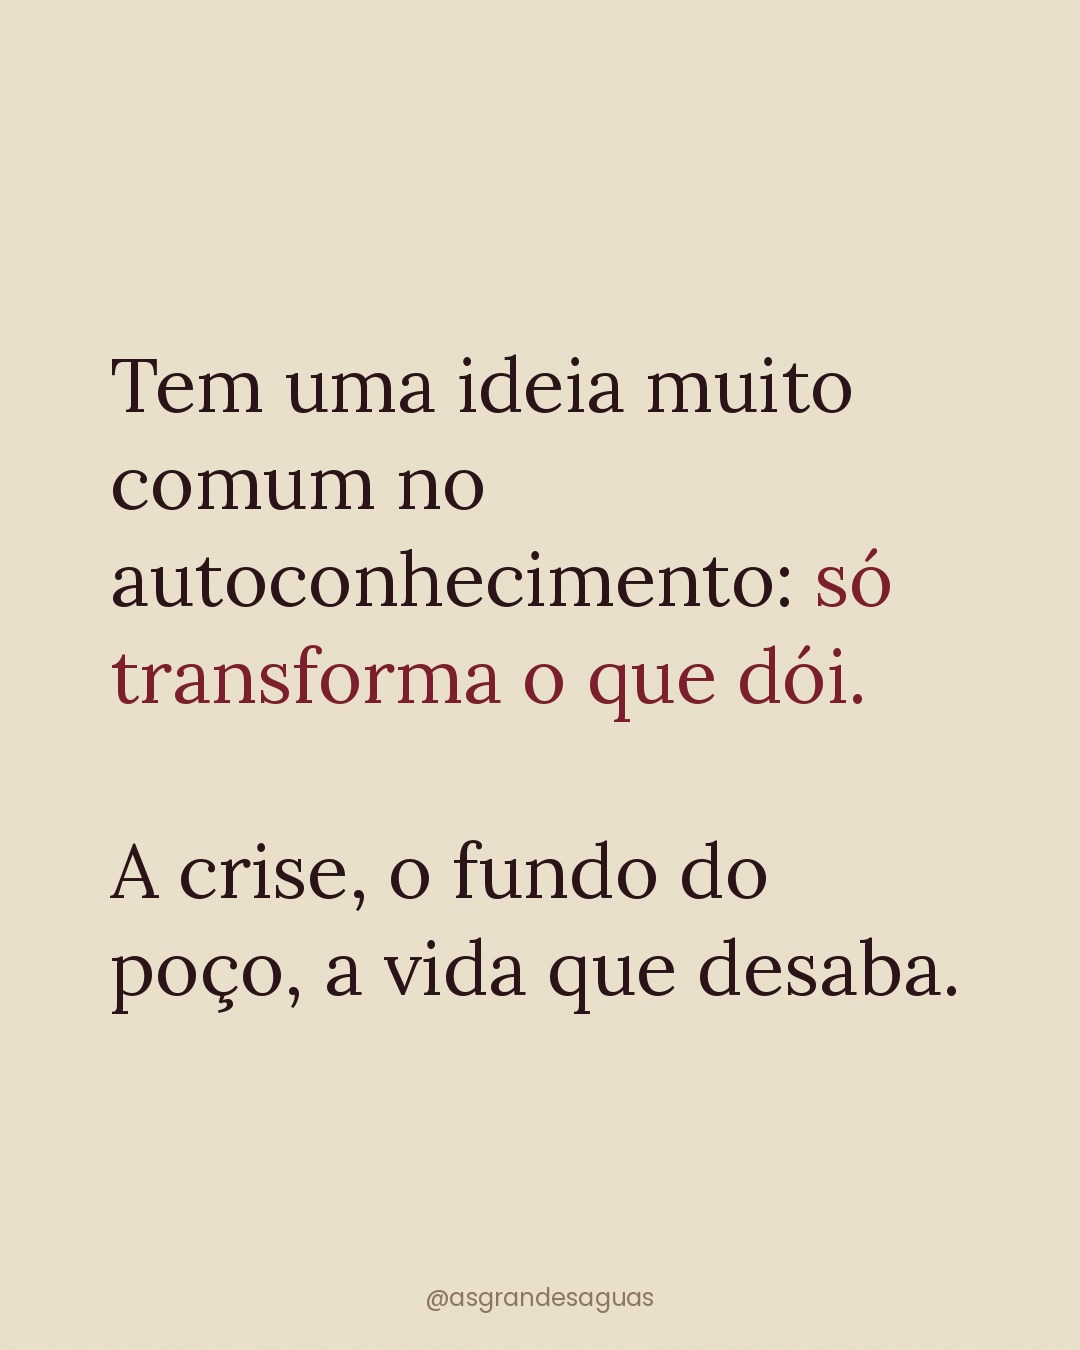 Tem uma ideia muito
comum no
autoconhecimento: só
transforma o que dói.
A crise, o fundo do
poço, a vida que desaba.
@asgrandesaguas